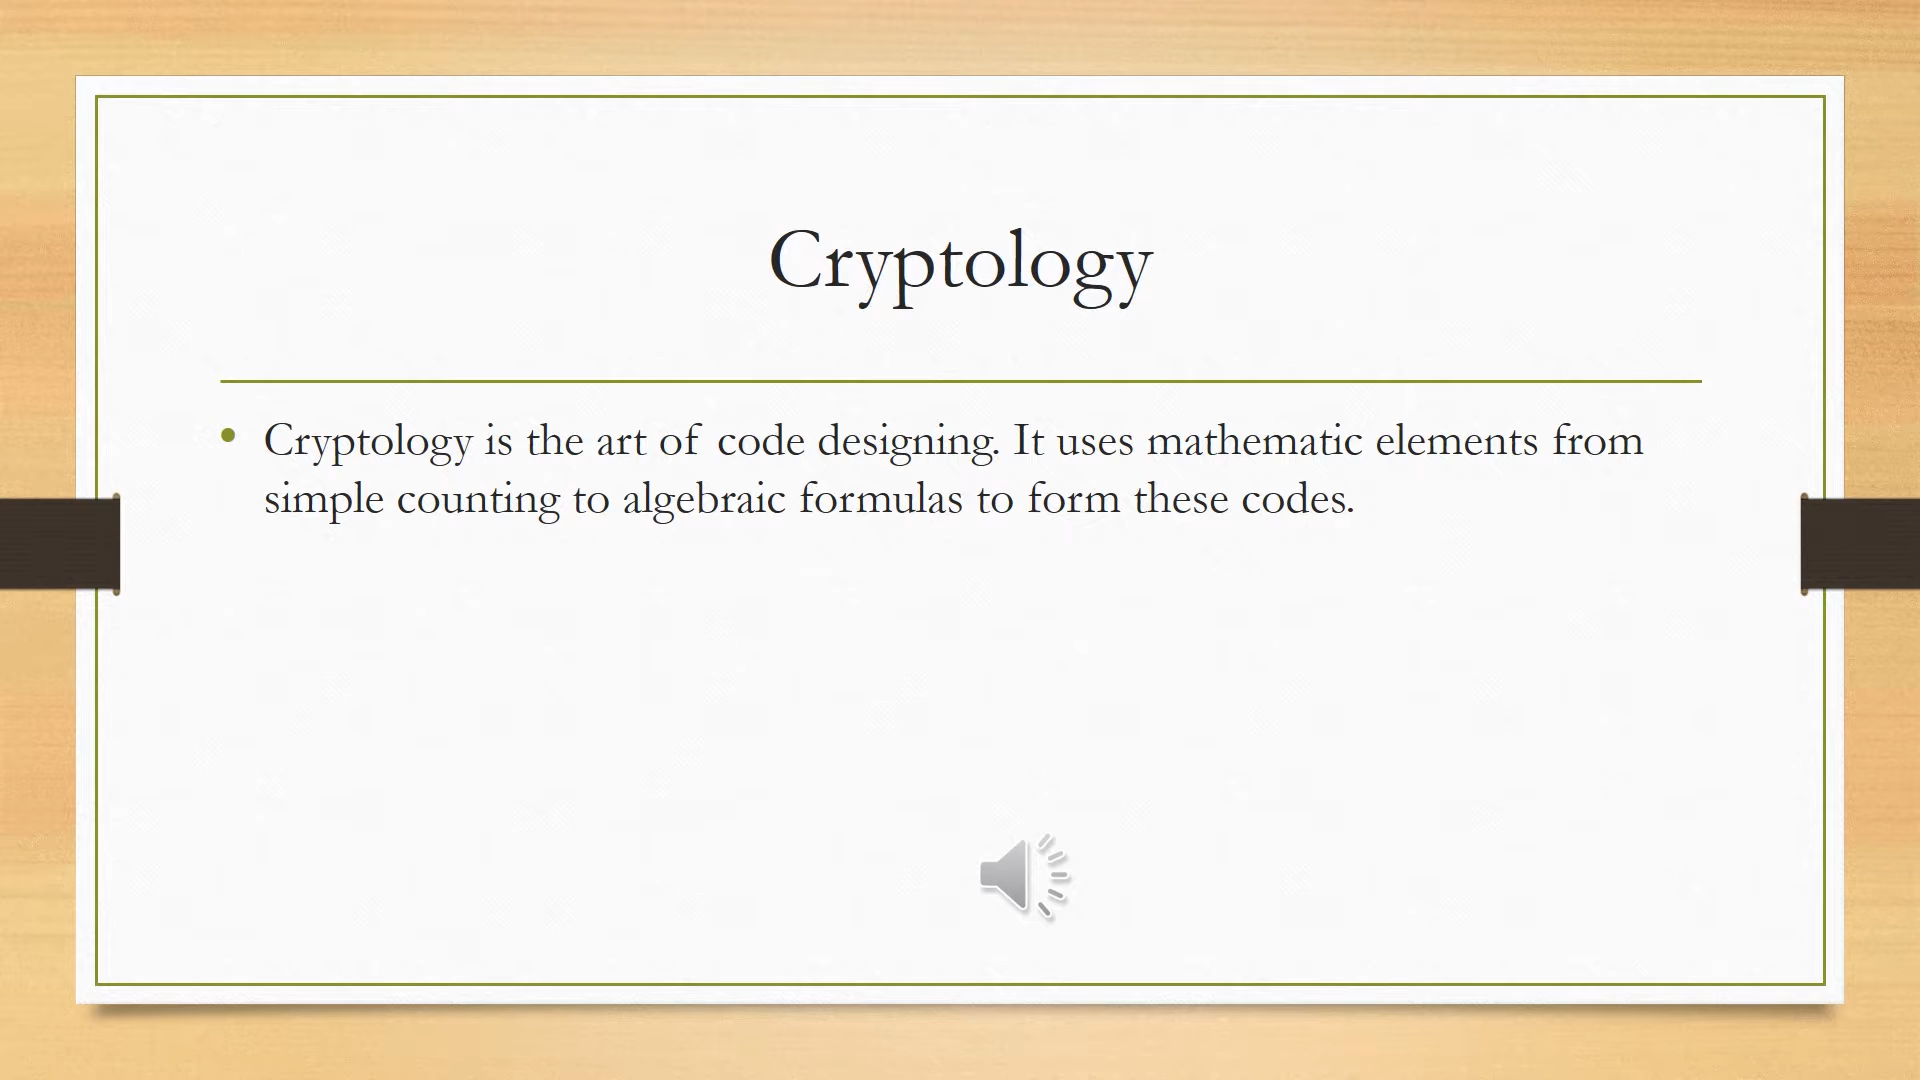 Cryptology
Cryptology is the art of code designing. It uses mathematic elements from
simple counting to algebraic formulas to form these codes.